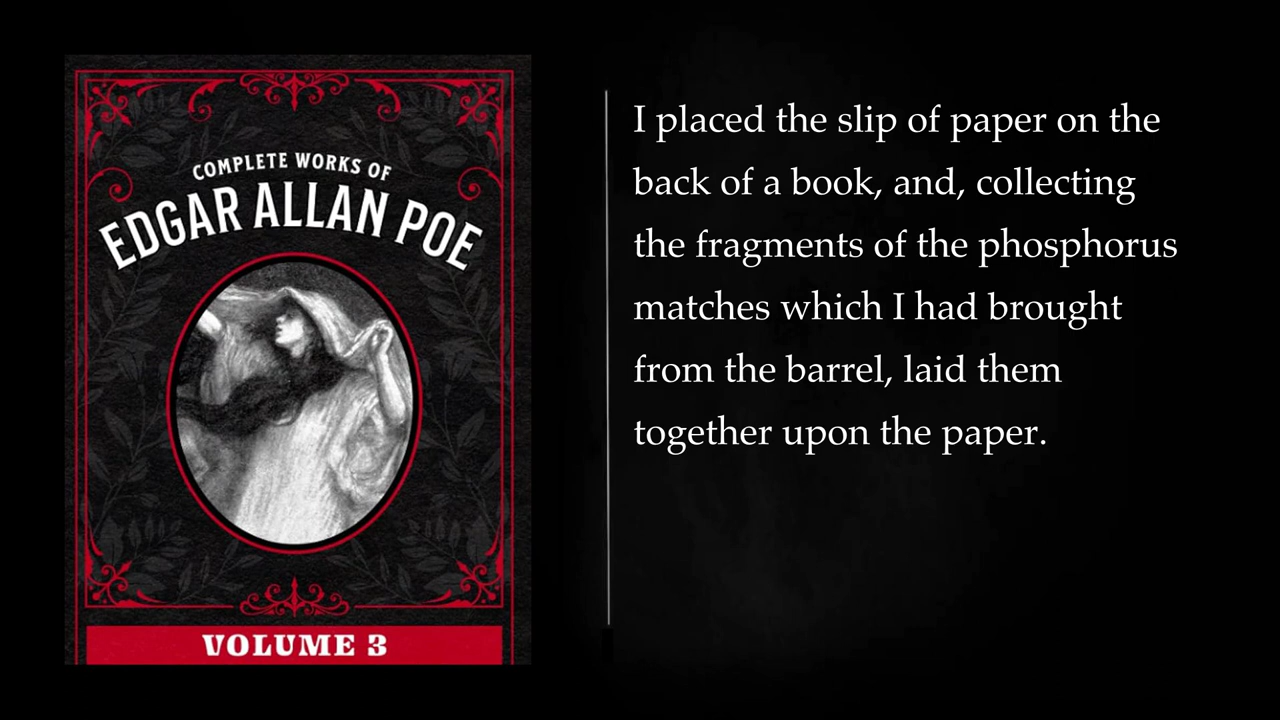 COMPLETE WORKS OF
EDGAR ALLAN POE
VOLUME 3
I placed the slip of paper on the
back of a book, and, collecting
the fragments of the phosphorus
matches which I had brought
from the barrel, laid them
together upon the paper.